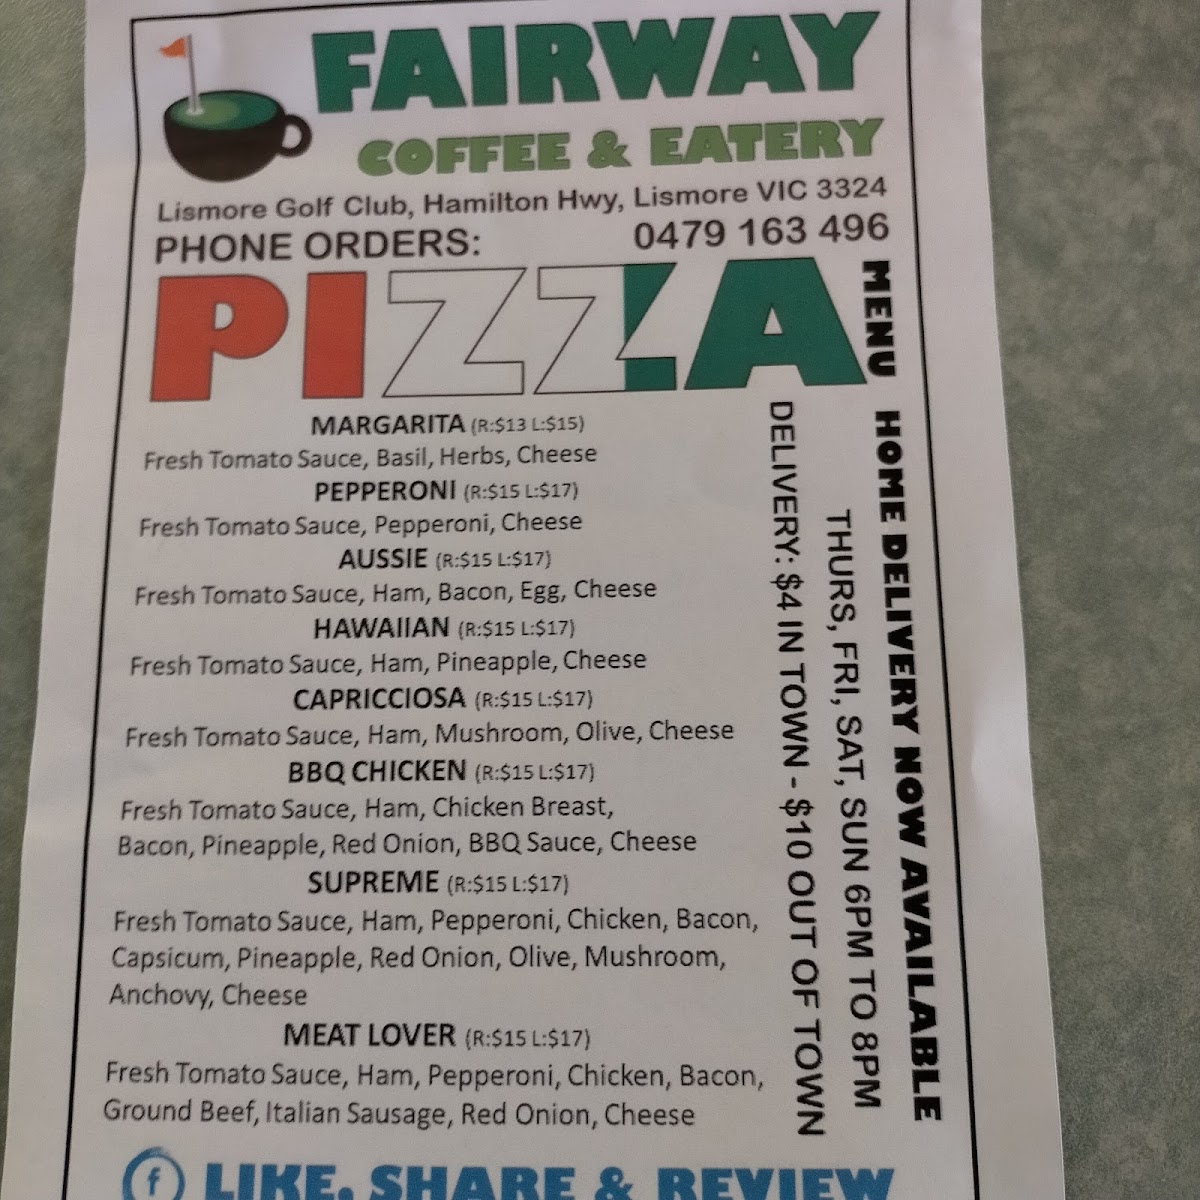 FAIRWAY
COFFEE & EATERY
Lismore Golf Club, Hamilton Hwy, Lismore VIC 3324
PHONE ORDERS: 0479 163 496
PIZZA
MENU
MARGARITA (R:$13 L:$15)
Fresh Tomato Sauce, Basil, Herbs, Cheese
PEPPERONI (R:$15 L:$17)
Fresh Tomato Sauce, Pepperoni, Cheese
AUSSIE (R:$15 L:$17)
Fresh Tomato Sauce, Ham, Bacon, Egg, Cheese
HAWAIIAN (R:$15 L:$17)
Fresh Tomato Sauce, Ham, Pineapple, Cheese
CAPRICCIOSA (R:$15 L:$17)
Fresh Tomato Sauce, Ham, Mushroom, Olive, Cheese
BBQ CHICKEN (R:$15 L:$17)
Fresh Tomato Sauce, Ham, Chicken Breast,
Bacon, Pineapple, Red Onion, BBQ Sauce, Cheese
SUPREME (R:$15 L:$17)
Fresh Tomato Sauce, Ham, Pepperoni, Chicken, Bacon,
Capsicum, Pineapple, Red Onion, Olive, Mushroom,
Anchovy, Cheese
MEAT LOVER (R:$15 L:$17)
Fresh Tomato Sauce, Ham, Pepperoni, Chicken, Bacon,
Ground Beef, Italian Sausage, Red Onion, Cheese
HOME DELIVERY NOW AVAILABLE
THURS, FRI, SAT, SUN 6PM TO 8PM
DELIVERY: $4 IN TOWN - $10 OUT OF TOWN
f LIKE, SHARE & REVIEW